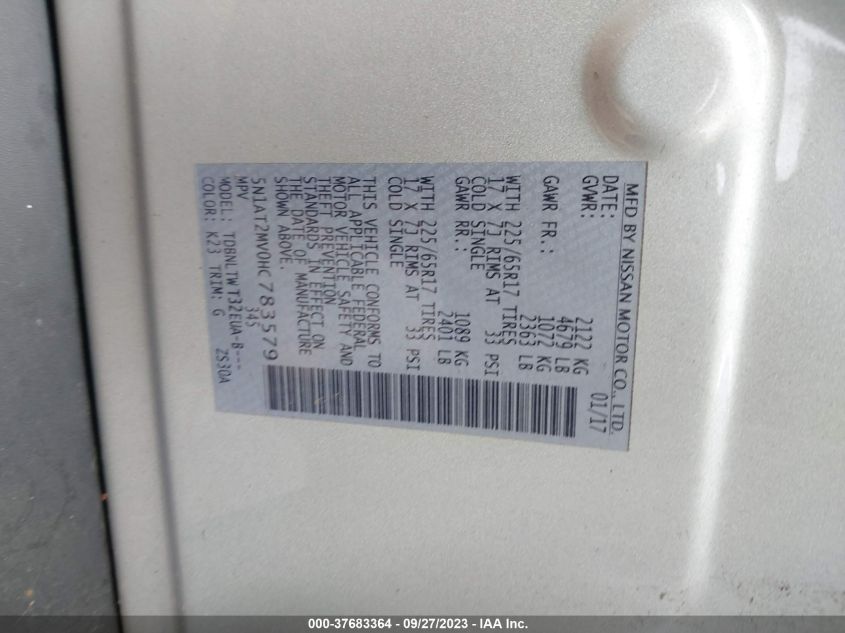 MFD BY NISSAN MOTOR CO., LTD.
DATE: 01/17
GVWR: 2122 KG
4679 LB
GAWR FR.: 1072 KG
2363 LB
WITH 225/65R17 TIRES
17 X 7J RIMS AT 33 PSI
COLD SINGLE
GAWR RR.: 1089 KG
2401 LB
WITH 225/65R17 TIRES
17 X 7J RIMS AT 33 PSI
COLD SINGLE
THIS VEHICLE CONFORMS TO
ALL APPLICABLE FEDERAL
MOTOR VEHICLE SAFETY AND
THEFT PREVENTION
STANDARDS IN EFFECT ON
THE DATE OF MANUFACTURE
SHOWN ABOVE.
5N1AT2MV0HC783579
MPV 345
MODEL: TDBNLTWT32EUA-B---
COLOR: K23 TRIM: G ZS30A
000-37683364 - 09/27/2023 - IAA Inc.